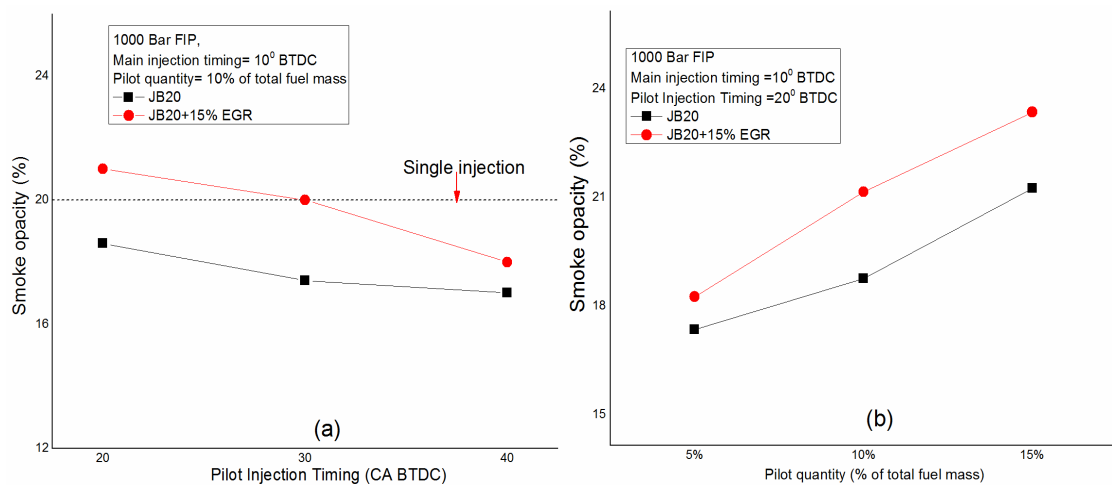 1000 Bar FIP,
Main injection timing= 10⁰ BTDC
Pilot quantity= 10% of total fuel mass
JB20
JB20+15% EGR
Single injection
Smoke opacity (%)
24
20
16
12
(a)
20
30
40
Pilot Injection Timing (CA BTDC)
1000 Bar FIP
Main injection timing =10⁰ BTDC
Pilot Injection Timing =20⁰ BTDC
JB20
JB20+15% EGR
Smoke opacity (%)
24
21
18
15
(b)
5%
10%
15%
Pilot quantity (% of total fuel mass)